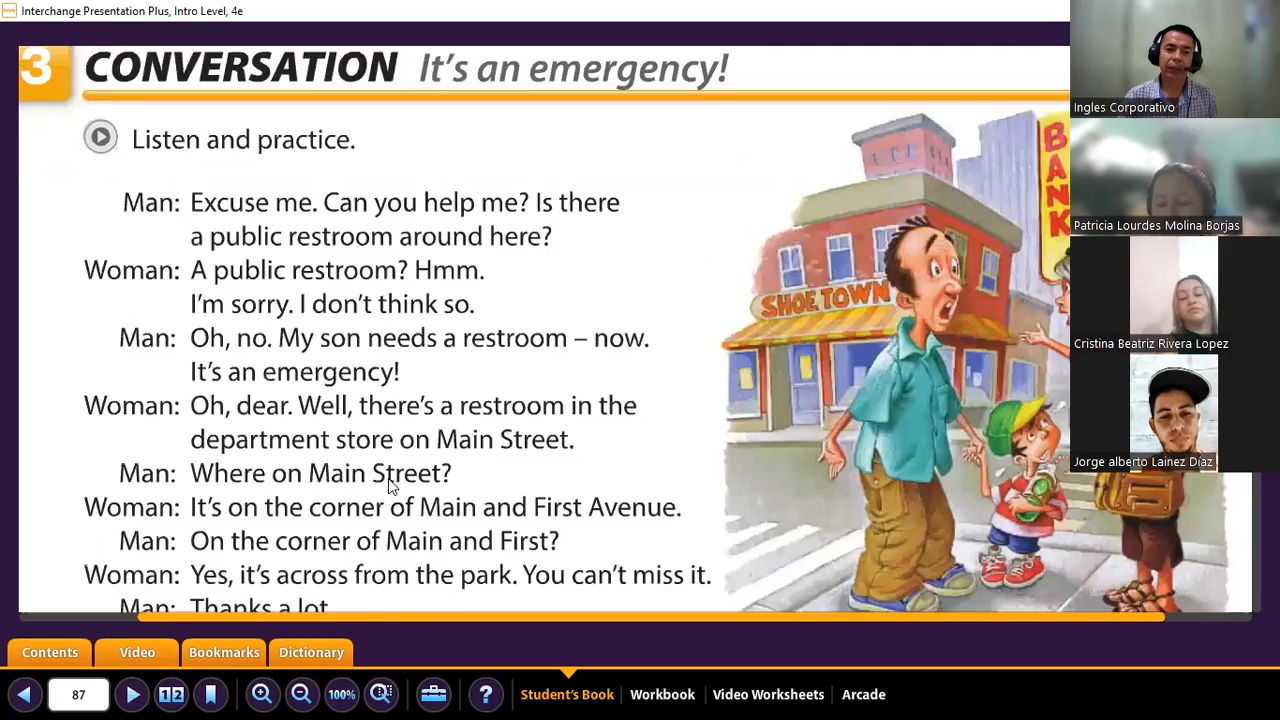 Interchange Presentation Plus, Intro Level, 4e
3 CONVERSATION It's an emergency!
Listen and practice.
Man: Excuse me. Can you help me? Is there
a public restroom around here?
Woman: A public restroom? Hmm.
I'm sorry. I don't think so.
Man: Oh, no. My son needs a restroom – now.
It's an emergency!
Woman: Oh, dear. Well, there's a restroom in the
department store on Main Street.
Man: Where on Main Street?
Woman: It's on the corner of Main and First Avenue.
Man: On the corner of Main and First?
Woman: Yes, it's across from the park. You can't miss it.
Man: Thanks a lot.
SHOE TOWN
BANK
Ingles Corporativo
Patricia Lourdes Molina Borjas
Cristina Beatriz Rivera Lopez
Jorge alberto Lainez Díaz
Contents Video Bookmarks Dictionary
87 1 2 100% ? Student's Book Workbook Video Worksheets Arcade